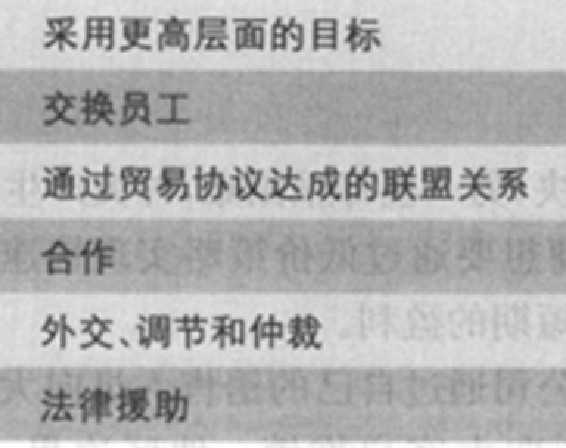 采用更高层面的目标
交换员工
通过贸易协议达成的联盟关系
合作
外交、调节和仲裁
法律援助